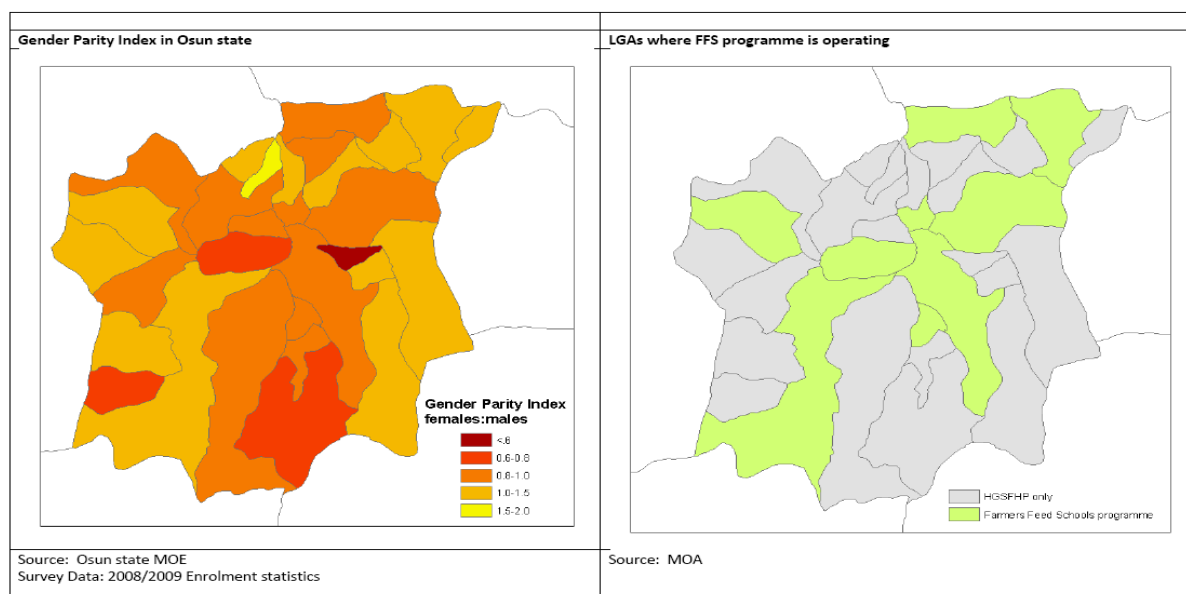 Gender Parity Index in Osun state
LGAs where FFS programme is operating
Gender Parity Index
females:males
<.6
0.6-0.8
0.8-1.0
1.0-1.5
1.5-2.0
HGSFHP only
Farmers Feed Schools programme
Source: Osun state MOE
Survey Data: 2008/2009 Enrolment statistics
Source: MOA